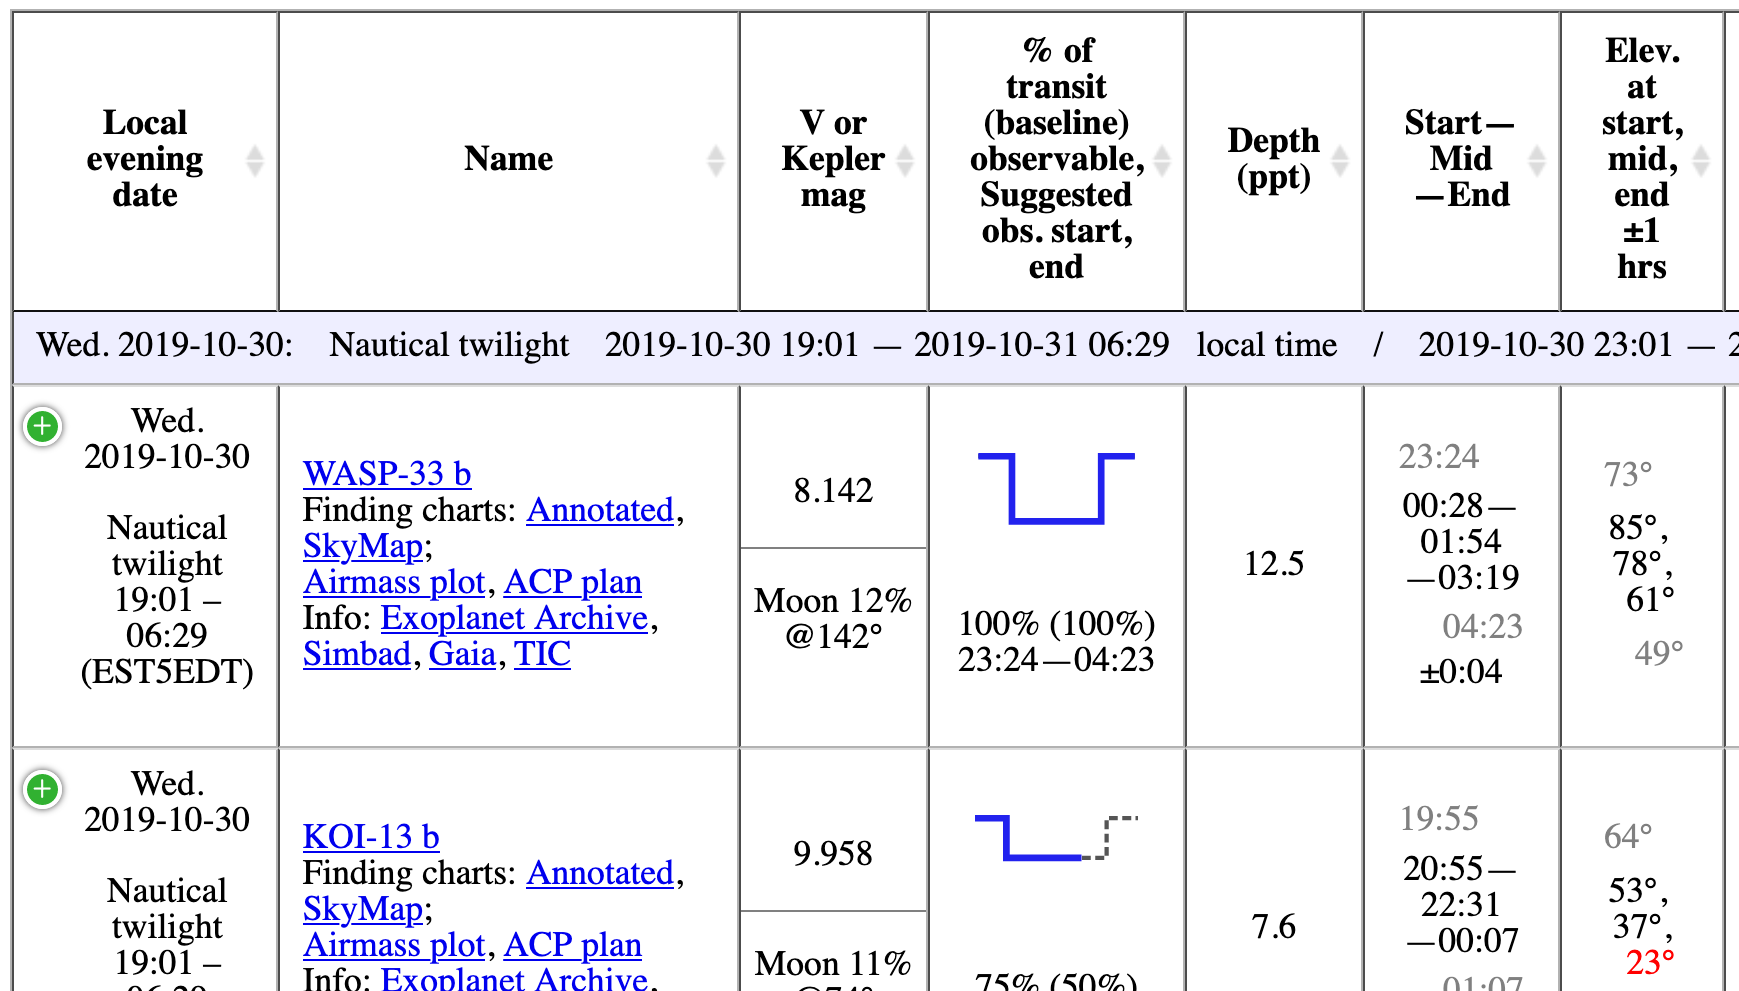 Local
evening
date
Name
V or
Kepler
mag
% of
transit
(baseline)
observable,
Suggested
obs. start,
end
Depth
(ppt)
Start—
Mid
—End
Elev.
at
start,
mid,
end
±1
hrs
Wed. 2019-10-30: Nautical twilight 2019-10-30 19:01 — 2019-10-31 06:29 local time / 2019-10-30 23:01 — 2
Wed.
2019-10-30
Nautical
twilight
19:01 –
06:29
(EST5EDT)
WASP-33 b
Finding charts: Annotated,
SkyMap;
Airmass plot, ACP plan
Info: Exoplanet Archive,
Simbad, Gaia, TIC
8.142
Moon 12%
@142°
100% (100%)
23:24—04:23
12.5
23:24
00:28—
01:54
—03:19
04:23
±0:04
73°
85°,
78°,
61°
49°
Wed.
2019-10-30
Nautical
twilight
19:01 –
06:29
KOI-13 b
Finding charts: Annotated,
SkyMap;
Airmass plot, ACP plan
Info: Exoplanet Archive,
9.958
Moon 11%
@74°
75% (50%)
7.6
19:55
20:55—
22:31
—00:07
01:07
64°
53°,
37°,
23°